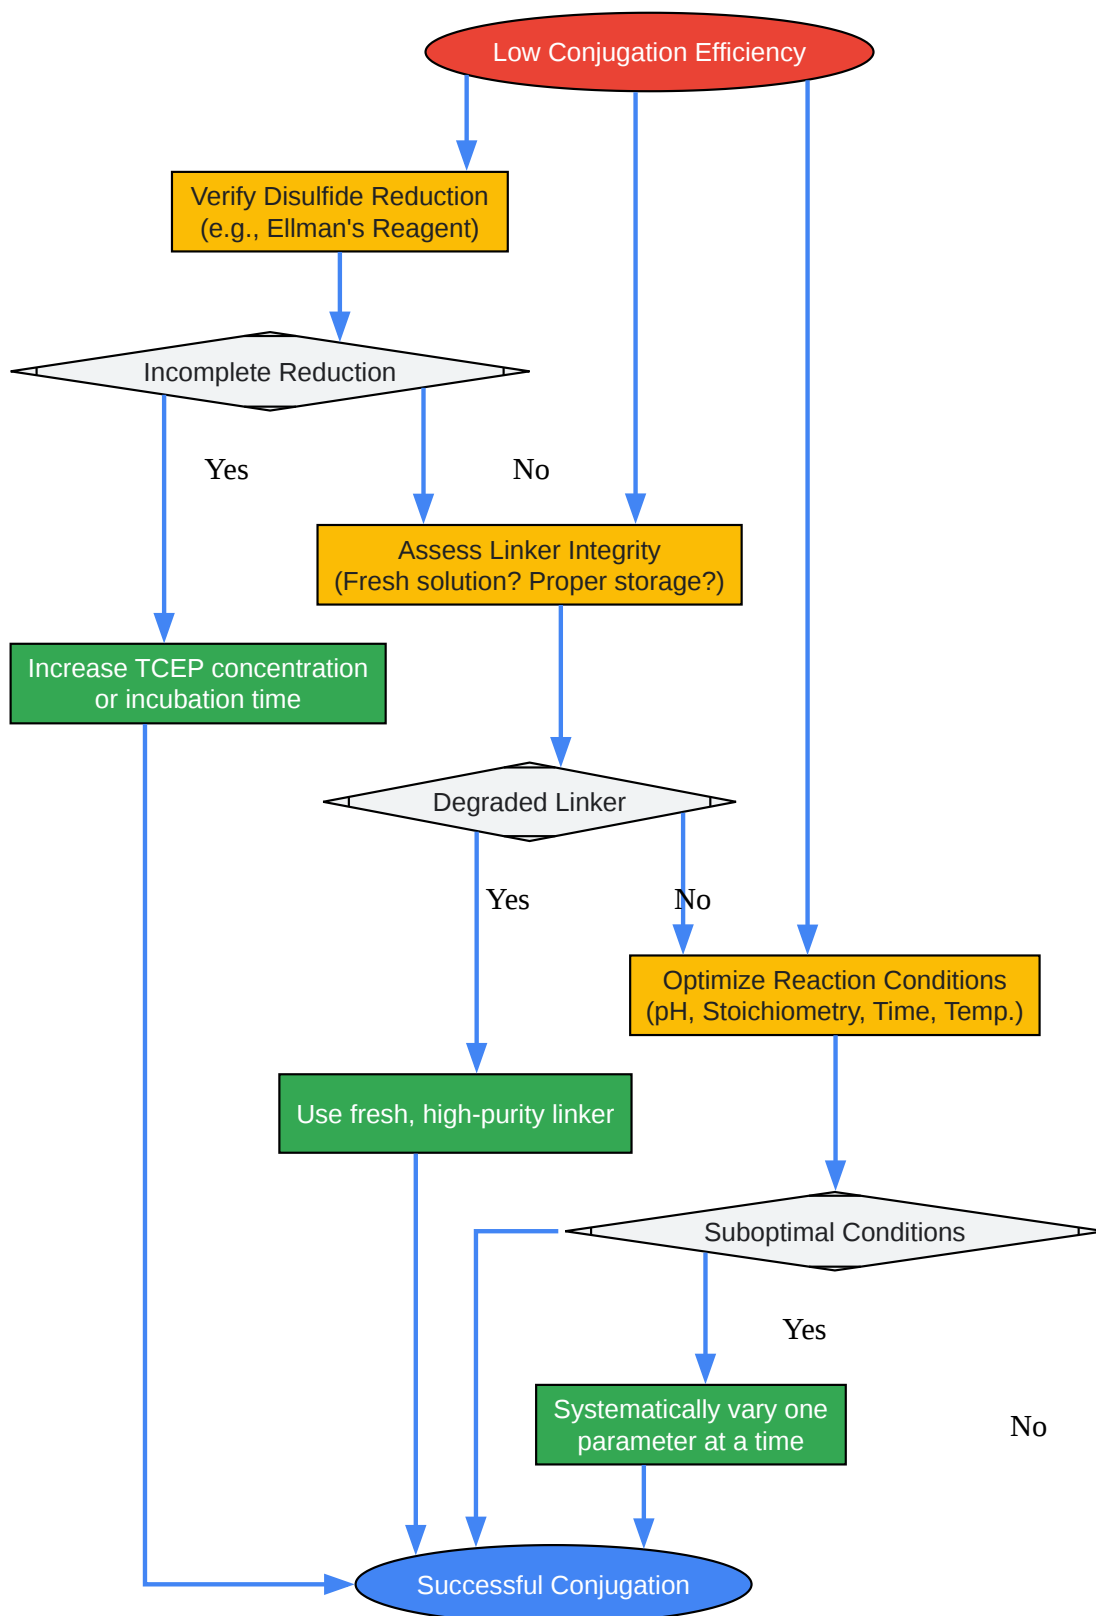 Low Conjugation Efficiency
Verify Disulfide Reduction
(e.g., Ellman's Reagent)
Incomplete Reduction
Yes
No
Assess Linker Integrity
(Fresh solution? Proper storage?)
Increase TCEP concentration
or incubation time
Degraded Linker
Yes
No
Optimize Reaction Conditions
(pH, Stoichiometry, Time, Temp.)
Use fresh, high-purity linker
Suboptimal Conditions
Yes
Systematically vary one
parameter at a time
No
Successful Conjugation